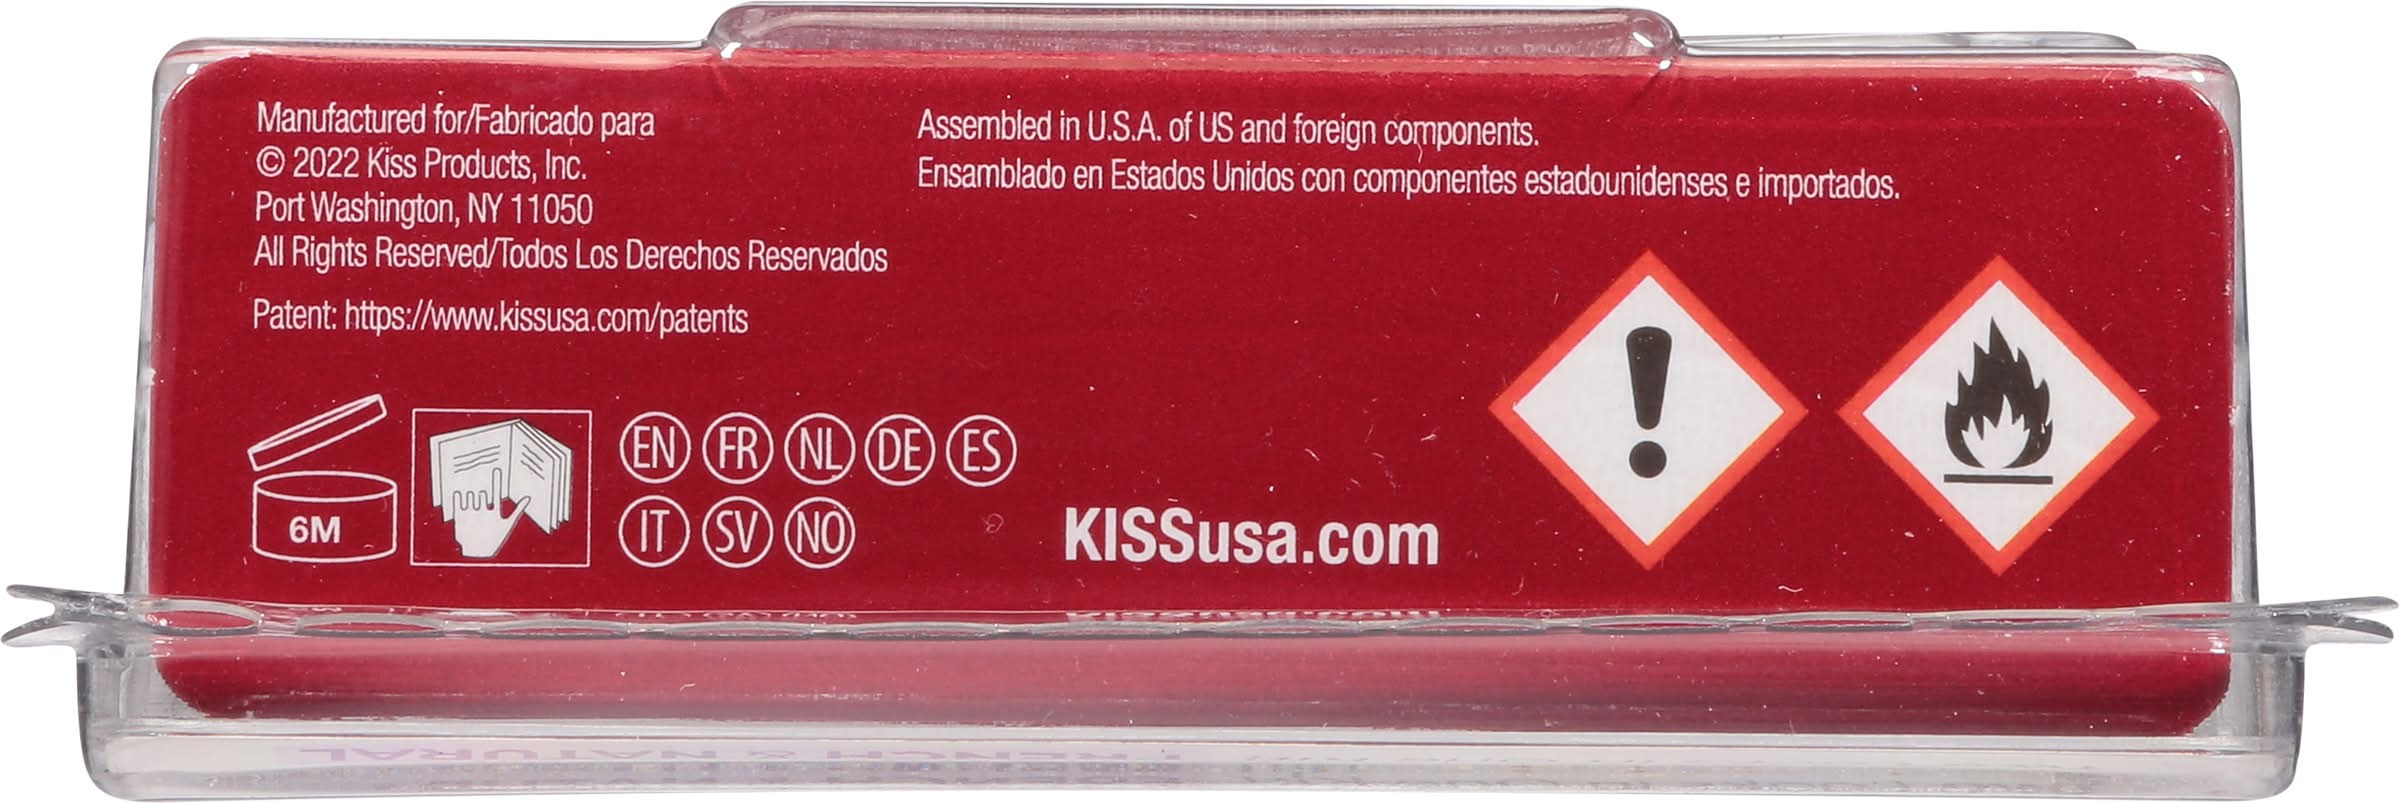 Manufactured for/Fabricado para
© 2022 Kiss Products, Inc.
Port Washington, NY 11050
All Rights Reserved/Todos Los Derechos Reservados
Patent: https://www.kissusa.com/patents
Assembled in U.S.A. of US and foreign components.
Ensamblado en Estados Unidos con componentes estadounidenses e importados.
6M
EN FR NL DE ES
IT SV NO
KISSusa.com
FRENCH & NATURAL